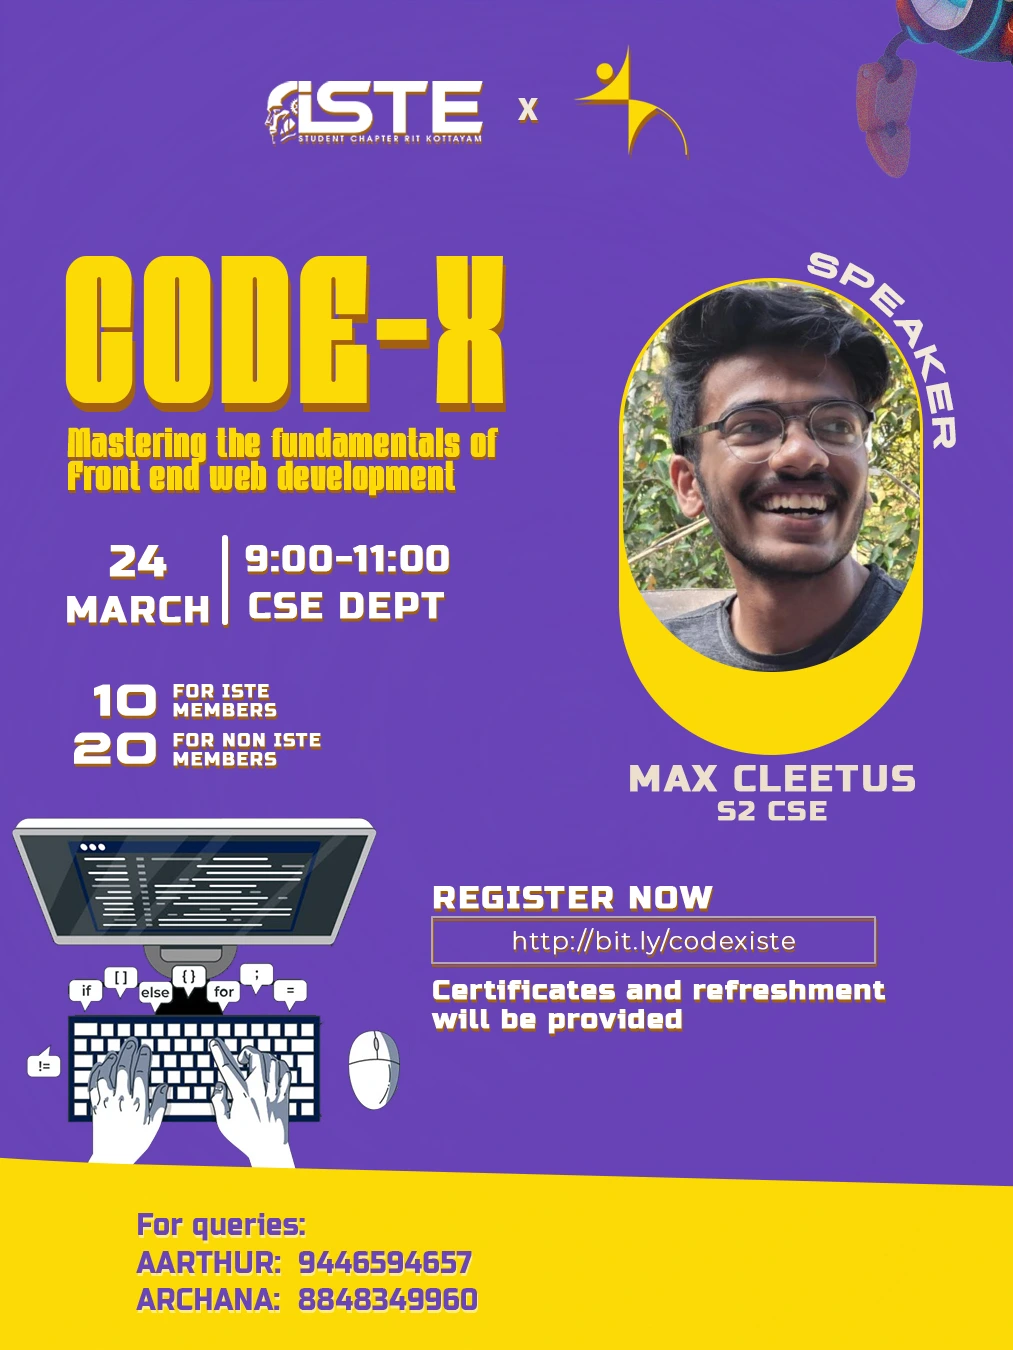 iSTE
STUDENT CHAPTER RIT KOTTAYAM
X
CODE-X
Mastering the fundamentals of
Front end web development
24
MARCH
9:00-11:00
CSE DEPT
SPEAKER
10 FOR ISTE
MEMBERS
20 FOR NON ISTE
MEMBERS
MAX CLEETUS
S2 CSE
REGISTER NOW
http://bit.ly/codexiste
Certificates and refreshment
will be provided
if
[ ]
else
{ }
for
;
=
!=
For queries:
AARTHUR: 9446594657
ARCHANA: 8848349960